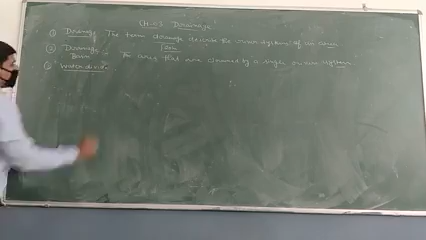 CH-03 Drainage
① Drainage The term drainage describe the river system of an area
② Drainage Basin - The area that are drained by a single river system
③ Water divide